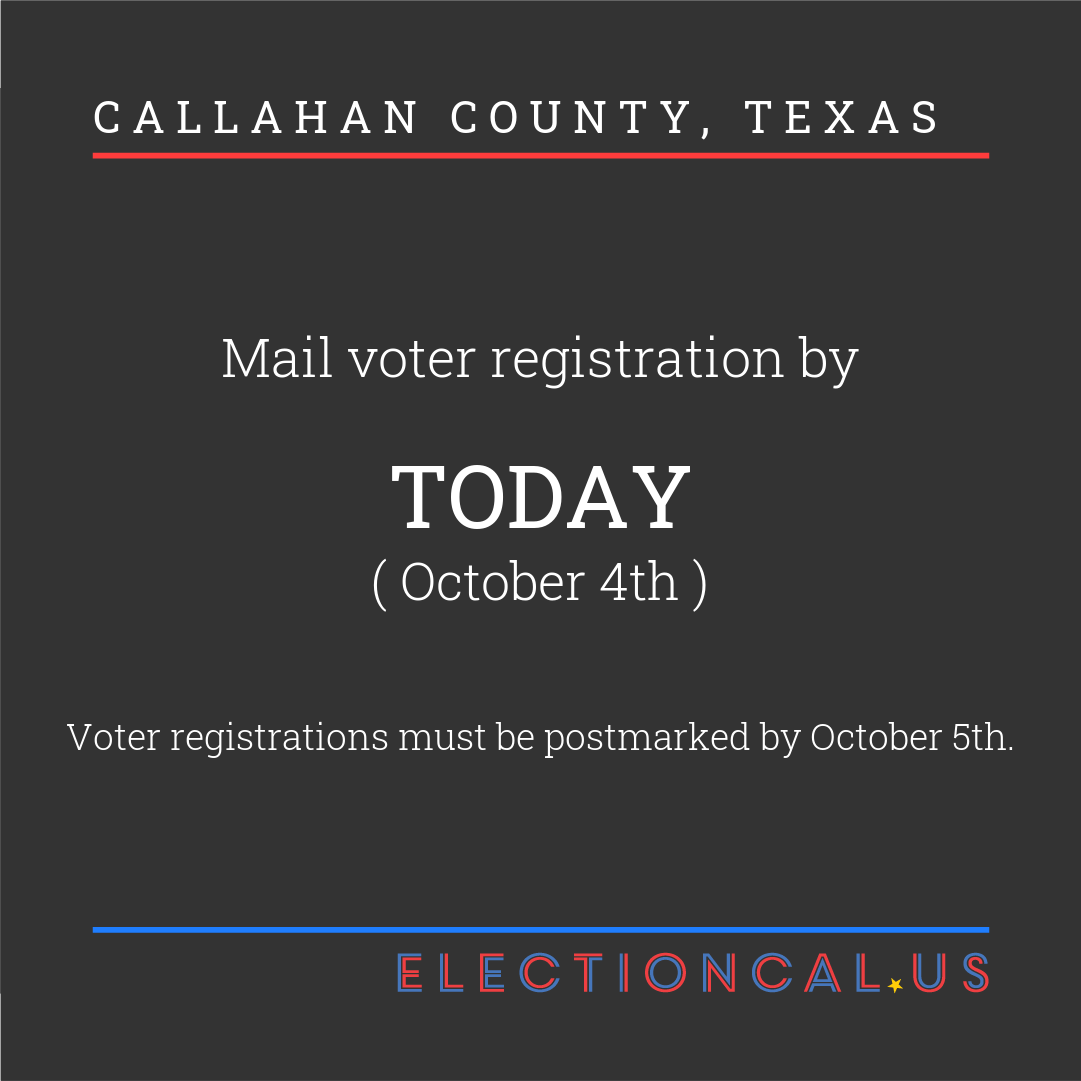 CALLAHAN COUNTY, TEXAS
Mail voter registration by
TODAY
( October 4th )
Voter registrations must be postmarked by October 5th.
ELECTIONCAL.US